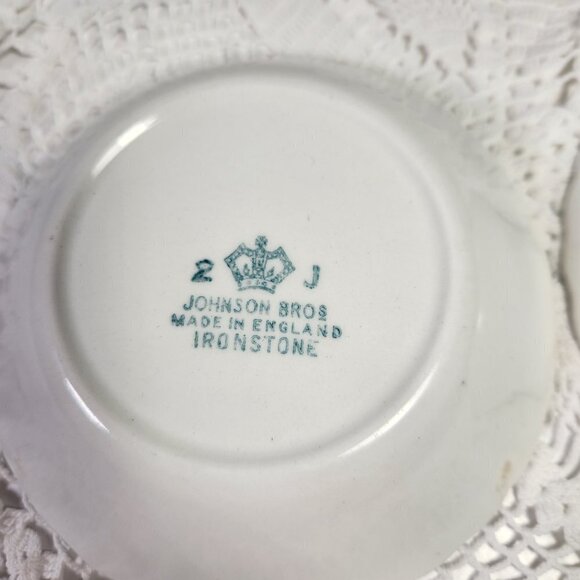 2 J
JOHNSON BROS
MADE IN ENGLAND
IRONSTONE